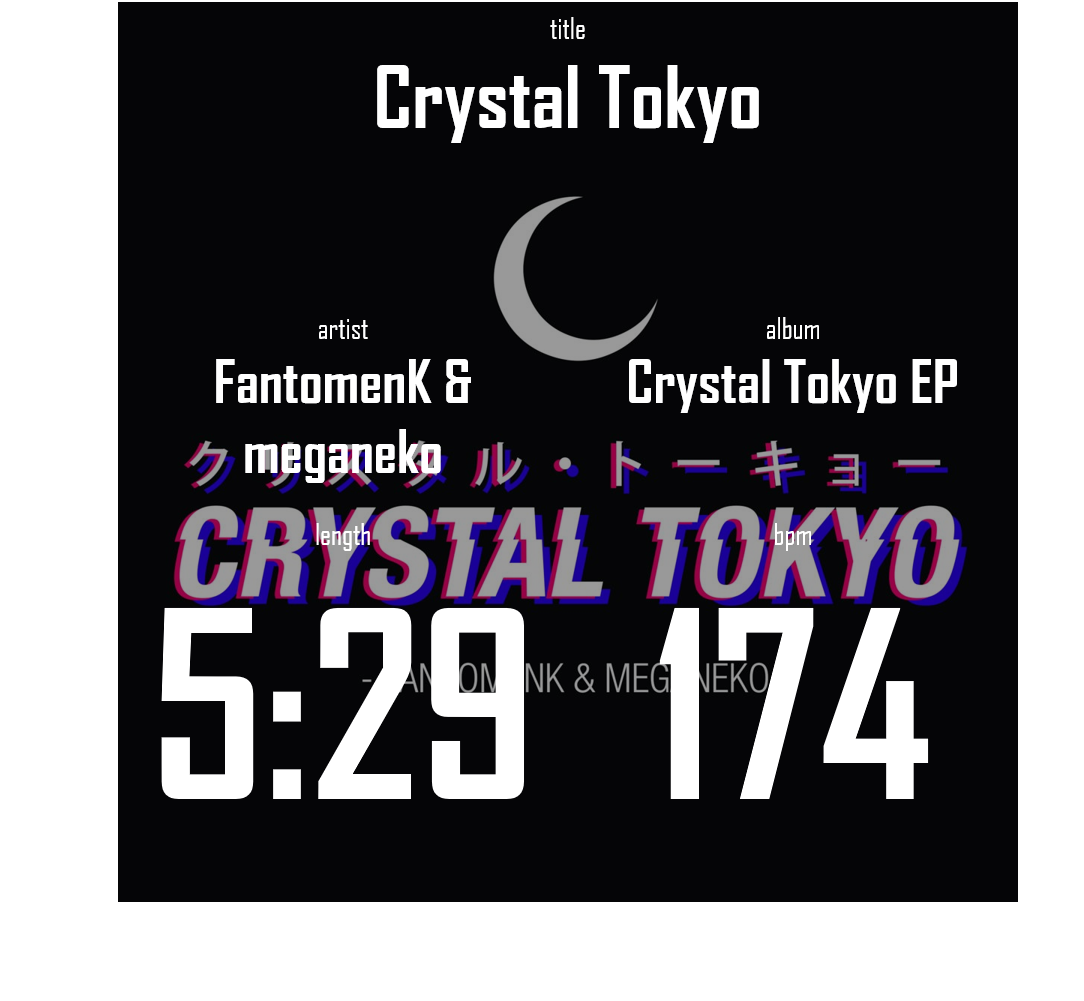 title
Crystal Tokyo
artist
FantomenK &
meganeko
album
Crystal Tokyo EP
クリスタル・トーキョー
CRYSTAL TOKYO
length
5:29
bpm
174
- FANTOMENK & MEGANEKO